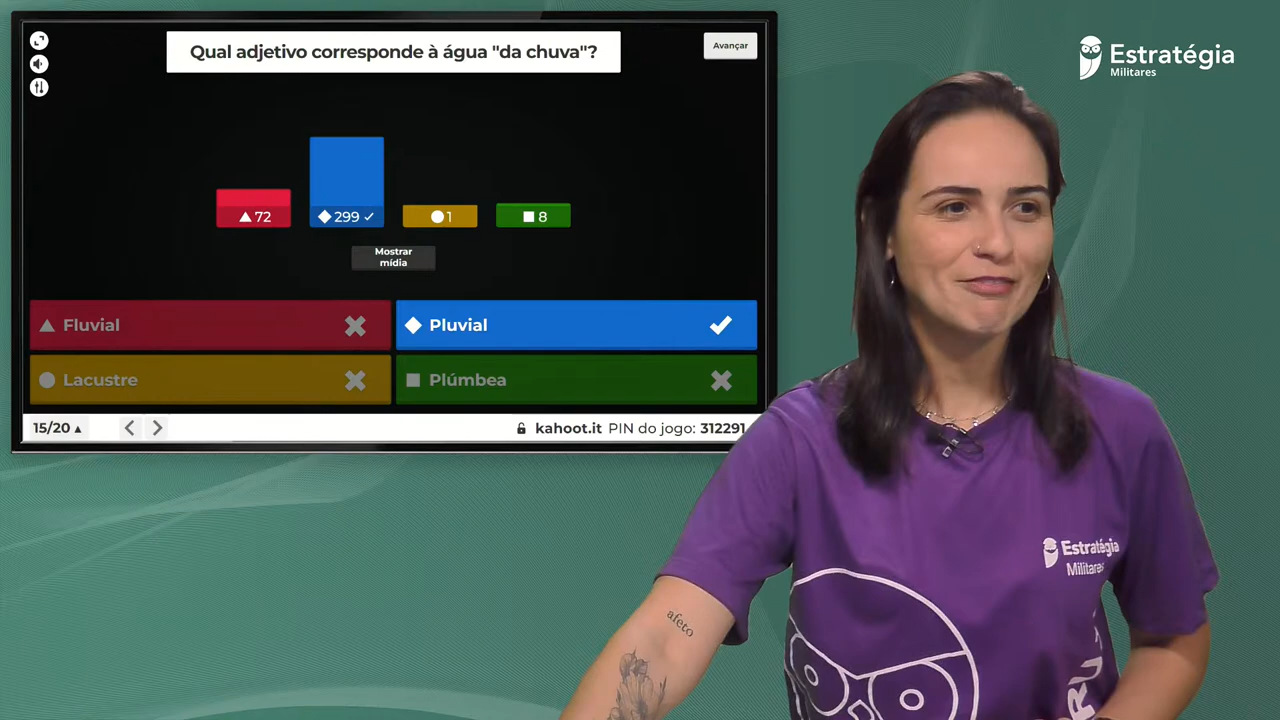 Qual adjetivo corresponde à água "da chuva"?
Avançar
72
299
1
8
Mostrar
mídia
Fluvial
Pluvial
Lacustre
Plúmbea
15/20
kahoot.it PIN do jogo: 312291
Estratégia
Militares
afeto
Estratégia
Militares